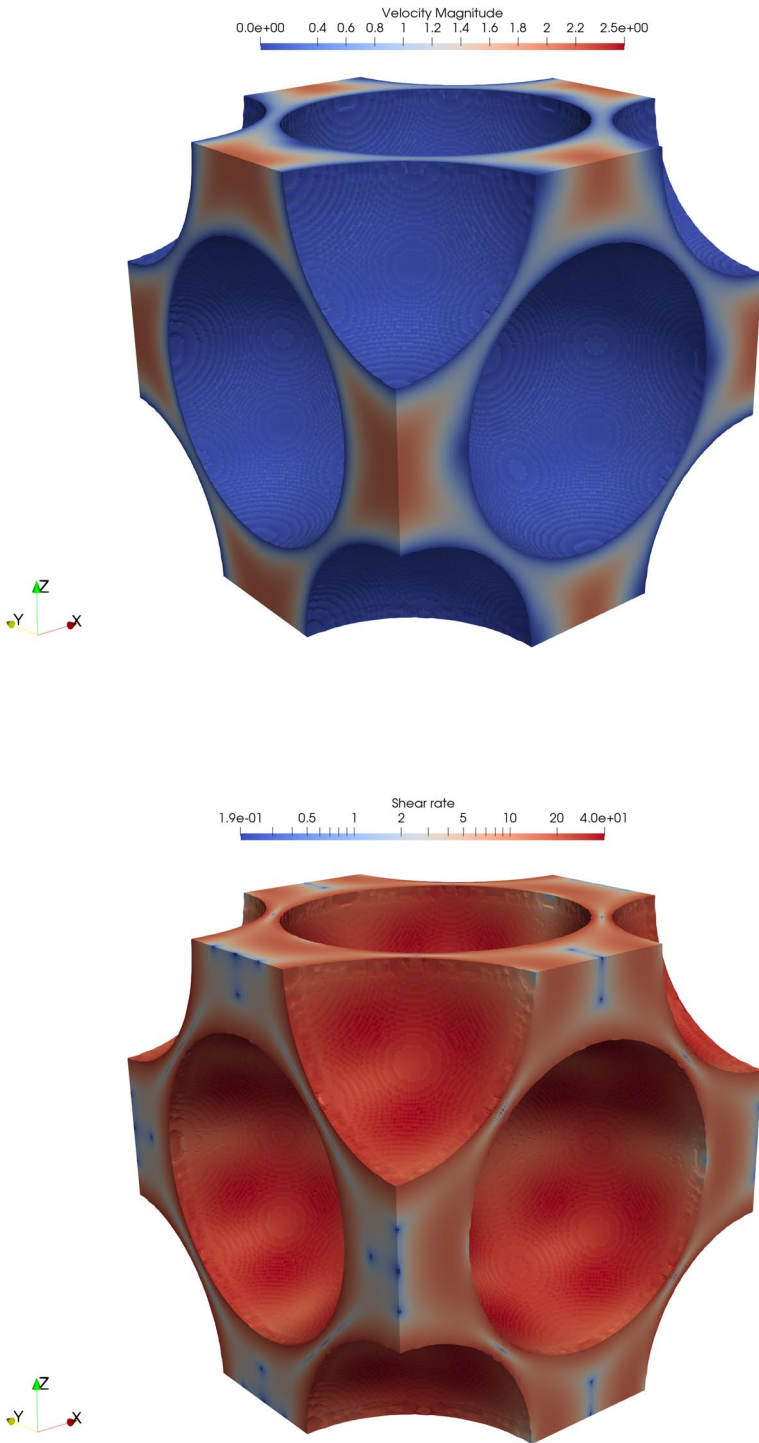 Velocity Magnitude
0.0e+00 0.4 0.6 0.8 1 1.2 1.4 1.6 1.8 2 2.2 2.5e+00
Z
Y X
Shear rate
1.9e-01 0.5 1 2 5 10 20 4.0e+01
Z
Y X